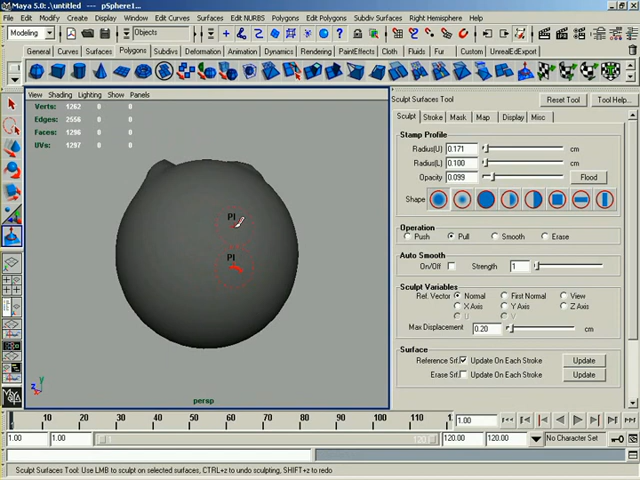 Maya 5.0: .\untitled --- pSphere1...
File Edit Modify Create Display Window Edit Curves Surfaces Edit NURBS Polygons Edit Polygons Subdiv Surfaces Right Hemisphere Help
Modeling Objects
General Curves Surfaces Polygons Subdivs Deformation Animation Dynamics Rendering PaintEffects Cloth Fluids Fur Custom UnrealEdExport
View Shading Lighting Show Panels
Sculpt Surfaces Tool Reset Tool Tool Help...
Verts: 1262 0 0
Edges: 2556 0 0
Faces: 1296 0 0
UVs: 1297 0 0
Sculpt Stroke Mask Map Display Misc
Stamp Profile
Radius(U) 0.171 cm
Radius(L) 0.100 cm
Opacity 0.099 Flood
Shape
Pl
Pl
Operation
Push Pull Smooth Erase
Auto Smooth
On/Off Strength 1
Sculpt Variables
Ref. Vector Normal First Normal View
X Axis Y Axis Z Axis
U V
Max Displacement 0.20 cm
Surface
Reference Srf. Update On Each Stroke Update
Erase Srf. Update On Each Stroke Update
y
z x
persp
10 20 30 40 50 60 70 80 90 100 110 1.00
1.00 1.00 120.00 120.00 No Character Set
Sculpt Surfaces Tool: Use LMB to sculpt on selected surfaces, CTRL+z to undo sculpting, SHIFT+z to redo